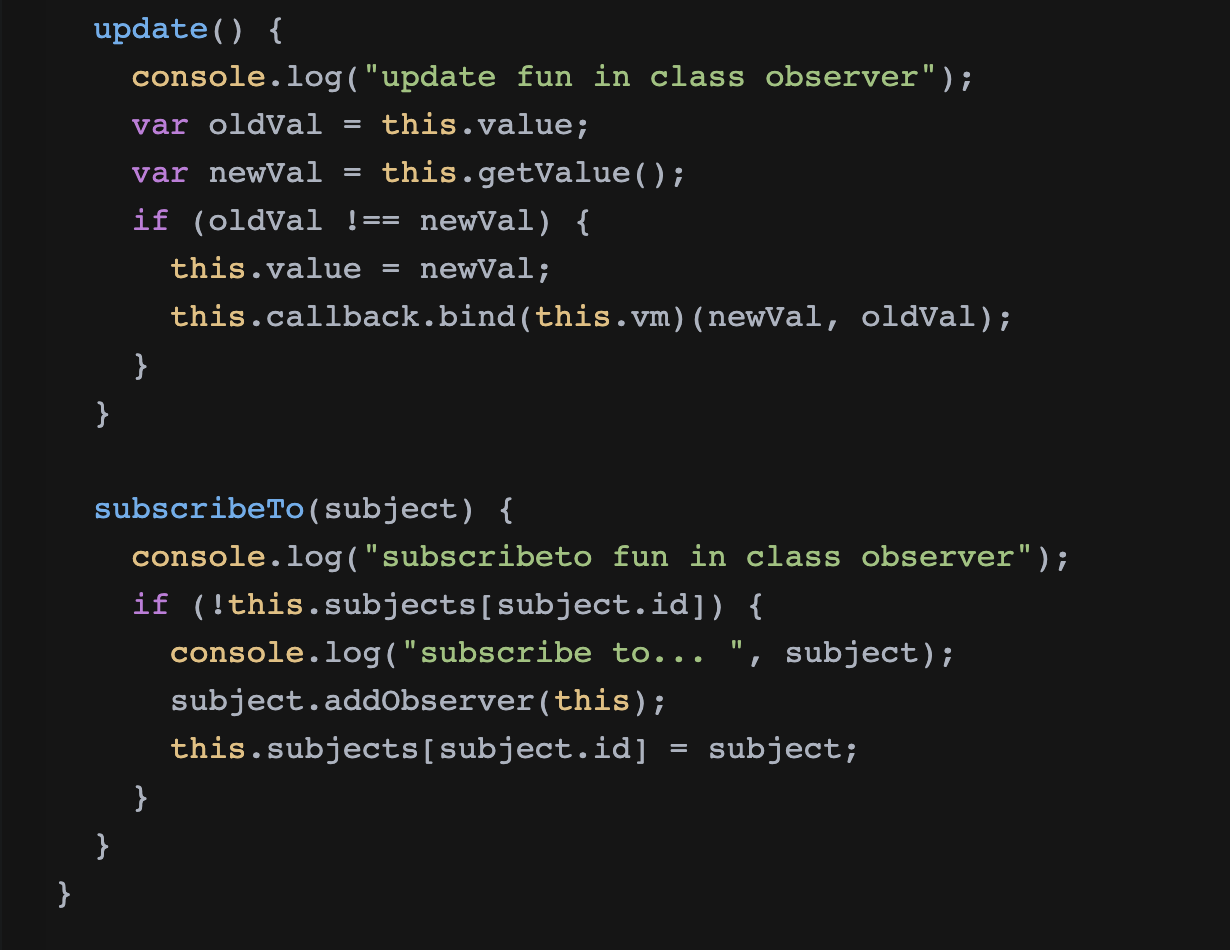 update() {
console.log("update fun in class observer");
var oldVal = this.value;
var newVal = this.getValue();
if (oldVal !== newVal) {
this.value = newVal;
this.callback.bind(this.vm)(newVal, oldVal);
}
}
subscribeTo(subject) {
console.log("subscribeto fun in class observer");
if (!this.subjects[subject.id]) {
console.log("subscribe to... ", subject);
subject.addObserver(this);
this.subjects[subject.id] = subject;
}
}
}